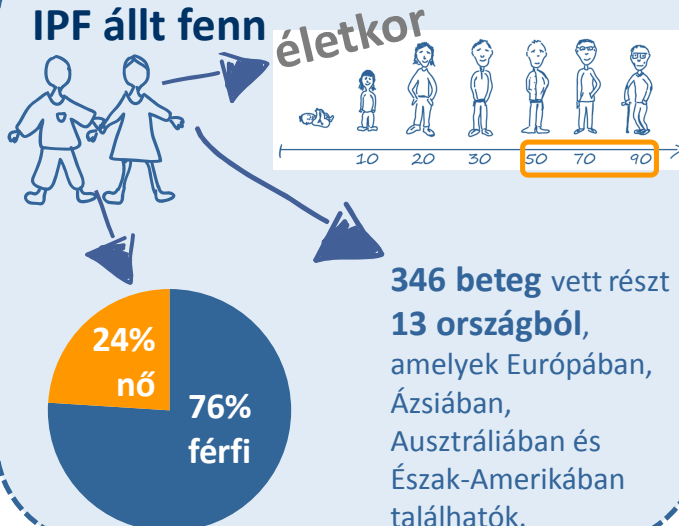 IPF állt fenn
életkor
10 20 30 50 70 90
24%
nő
76%
férfi
346 beteg vett részt
13 országból,
amelyek Európában,
Ázsiában,
Ausztráliában és
Észak-Amerikában
találhatók.